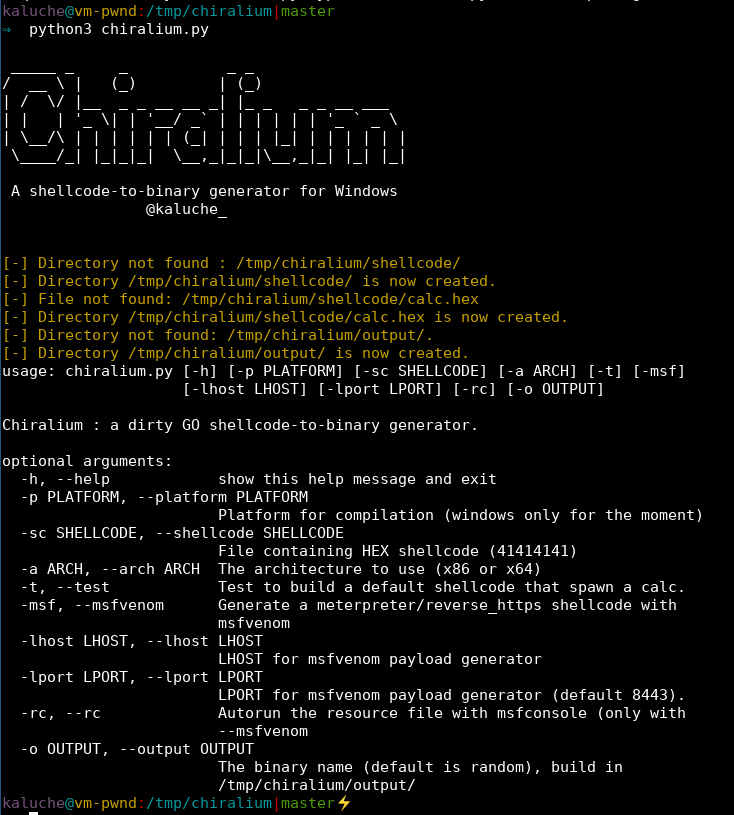 kaluche@vm-pwnd:/tmp/chiralium|master
⇒  python3 chiralium.py
Chiralium
A shellcode-to-binary generator for Windows
@kaluche_
[-] Directory not found : /tmp/chiralium/shellcode/
[-] Directory /tmp/chiralium/shellcode/ is now created.
[-] File not found: /tmp/chiralium/shellcode/calc.hex
[-] Directory /tmp/chiralium/shellcode/calc.hex is now created.
[-] Directory not found: /tmp/chiralium/output/.
[-] Directory /tmp/chiralium/output/ is now created.
usage: chiralium.py [-h] [-p PLATFORM] [-sc SHELLCODE] [-a ARCH] [-t] [-msf]
[-lhost LHOST] [-lport LPORT] [-rc] [-o OUTPUT]
Chiralium : a dirty GO shellcode-to-binary generator.
optional arguments:
-h, --help            show this help message and exit
-p PLATFORM, --platform PLATFORM
Platform for compilation (windows only for the moment)
-sc SHELLCODE, --shellcode SHELLCODE
File containing HEX shellcode (41414141)
-a ARCH, --arch ARCH  The architecture to use (x86 or x64)
-t, --test            Test to build a default shellcode that spawn a calc.
-msf, --msfvenom      Generate a meterpreter/reverse_https shellcode with
msfvenom
-lhost LHOST, --lhost LHOST
LHOST for msfvenom payload generator
-lport LPORT, --lport LPORT
LPORT for msfvenom payload generator (default 8443).
-rc, --rc             Autorun the resource file with msfconsole (only with
--msfvenom
-o OUTPUT, --output OUTPUT
The binary name (default is random), build in
/tmp/chiralium/output/
kaluche@vm-pwnd:/tmp/chiralium|master⚡